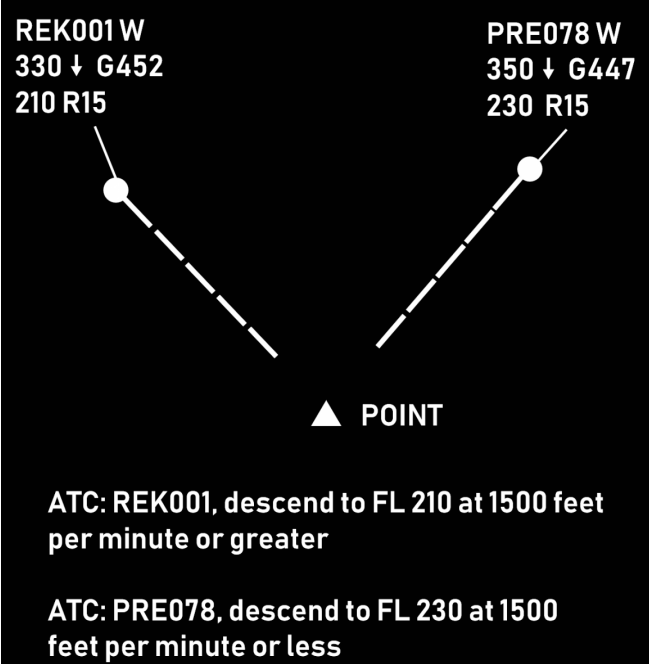 REK001 W
330 ↓ G452
210 R15
PRE078 W
350 ↓ G447
230 R15
POINT
ATC: REK001, descend to FL 210 at 1500 feet
per minute or greater
ATC: PRE078, descend to FL 230 at 1500
feet per minute or less